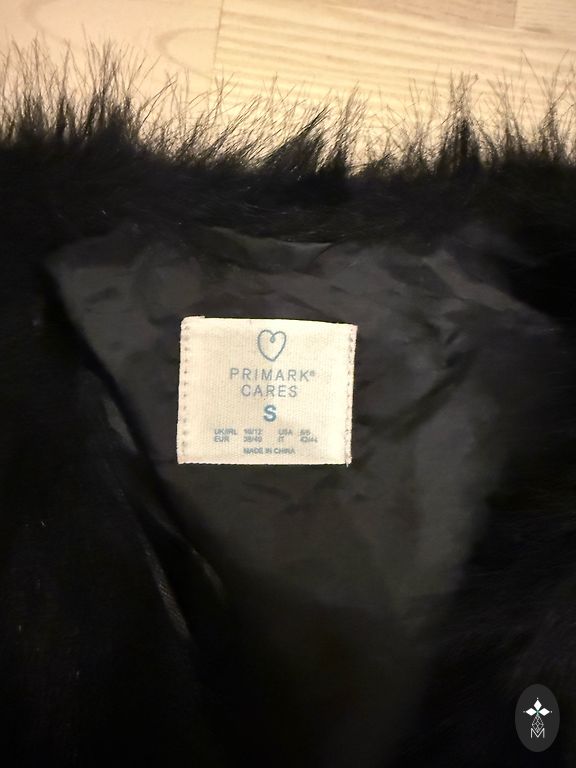 PRIMARK®
CARES
S
UK/IRL 10/12 USA 6/8
EUR 38/40 IT 42/44
MADE IN CHINA
M